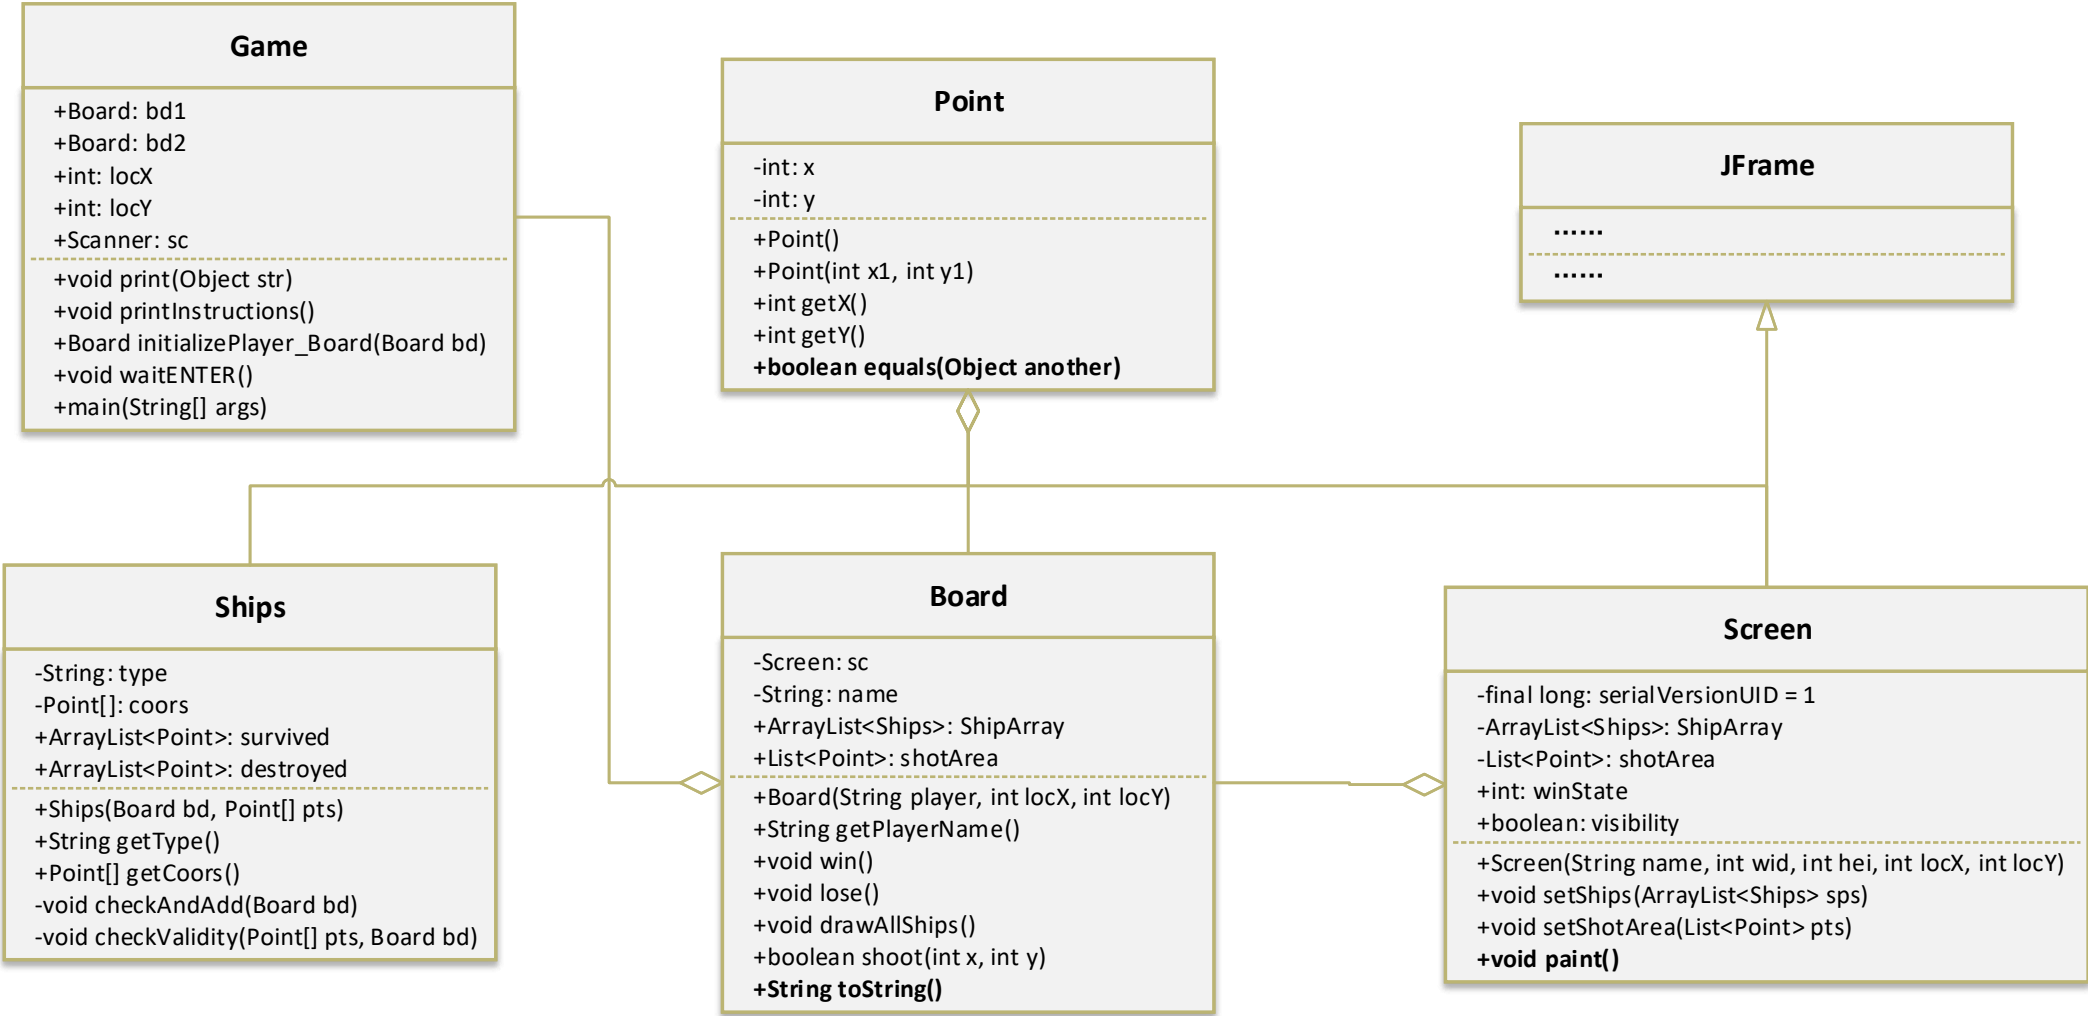 Game
+Board: bd1
+Board: bd2
+int: locX
+int: locY
+Scanner: sc
+void print(Object str)
+void printInstructions()
+Board initializePlayer_Board(Board bd)
+void waitENTER()
+main(String[] args)
Point
-int: x
-int: y
+Point()
+Point(int x1, int y1)
+int getX()
+int getY()
+boolean equals(Object another)
JFrame
......
......
Ships
-String: type
-Point[]: coors
+ArrayList<Point>: survived
+ArrayList<Point>: destroyed
+Ships(Board bd, Point[] pts)
+String getType()
+Point[] getCoors()
-void checkAndAdd(Board bd)
-void checkValidity(Point[] pts, Board bd)
Board
-Screen: sc
-String: name
+ArrayList<Ships>: ShipArray
+List<Point>: shotArea
+Board(String player, int locX, int locY)
+String getPlayerName()
+void win()
+void lose()
+void drawAllShips()
+boolean shoot(int x, int y)
+String toString()
Screen
-final long: serialVersionUID = 1
-ArrayList<Ships>: ShipArray
-List<Point>: shotArea
+int: winState
+boolean: visibility
+Screen(String name, int wid, int hei, int locX, int locY)
+void setShips(ArrayList<Ships> sps)
+void setShotArea(List<Point> pts)
+void paint()